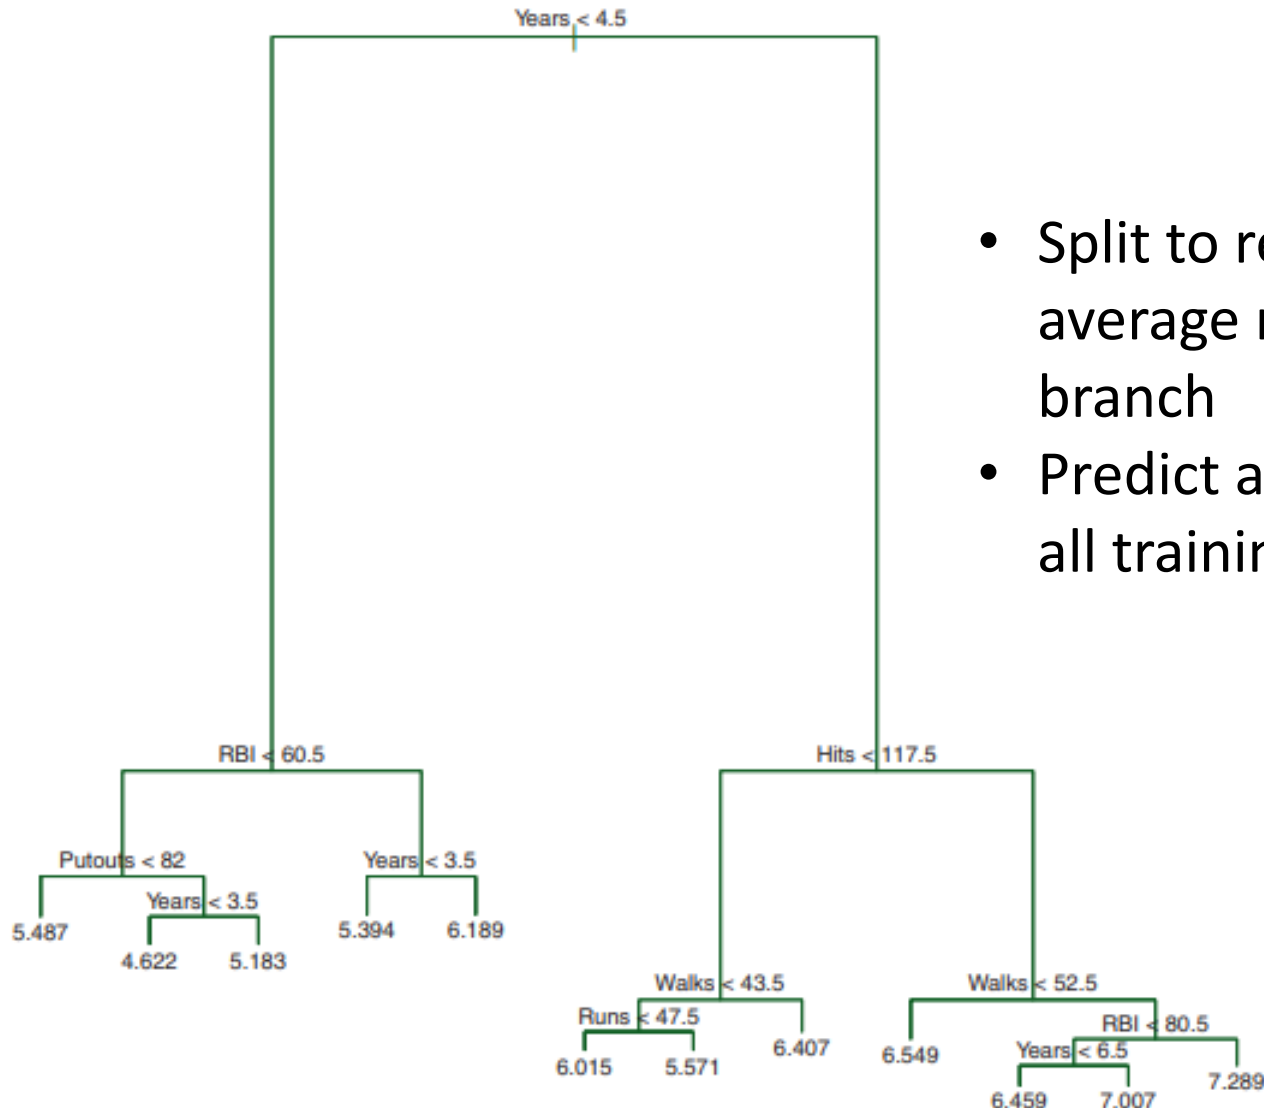 Years < 4.5
• Split to
average
branch
• Predict
all
RBI < 60.5
Hits < 117.5
Putouts < 82
Years < 3.5
Years < 3.5
5.487
5.394
6.189
4.622
5.183
Walks < 43.5
Walks < 52.5
Runs < 47.5
RBI < 80.5
6.407
6.549
Years < 6.5
6.015
5.571
7.289
6.459
7.007